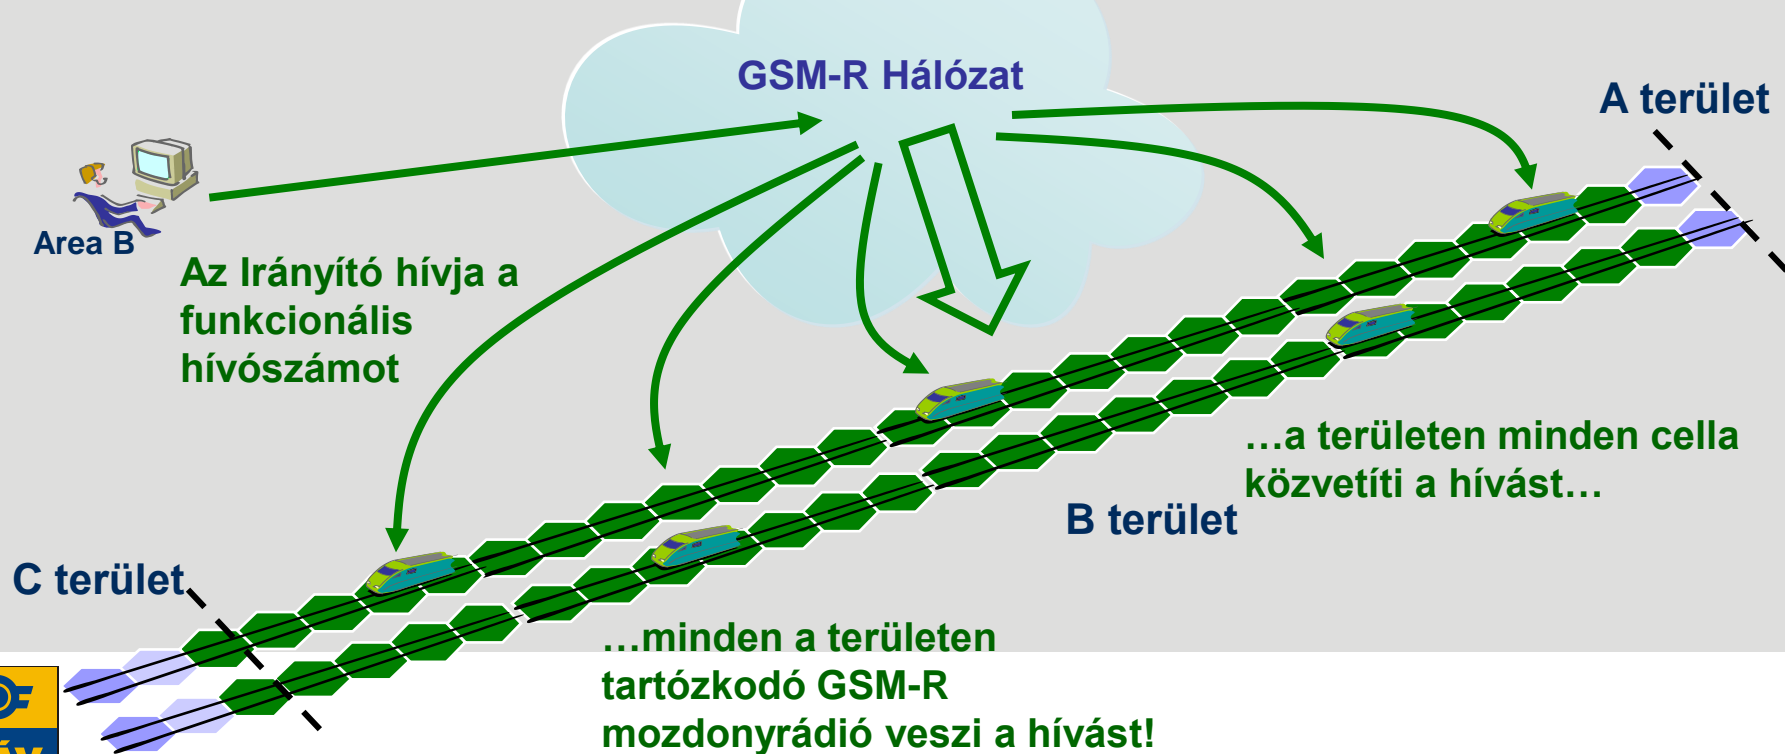 GSM-R Hálózat
A terület
Area B
Az Irányító hívja a
funkcionális
hívószámot
…a területen minden cella
közvetíti a hívást…
B terület
C terület
…minden a területen
tartózkodó GSM-R
mozdonyrádió veszi a hívást!